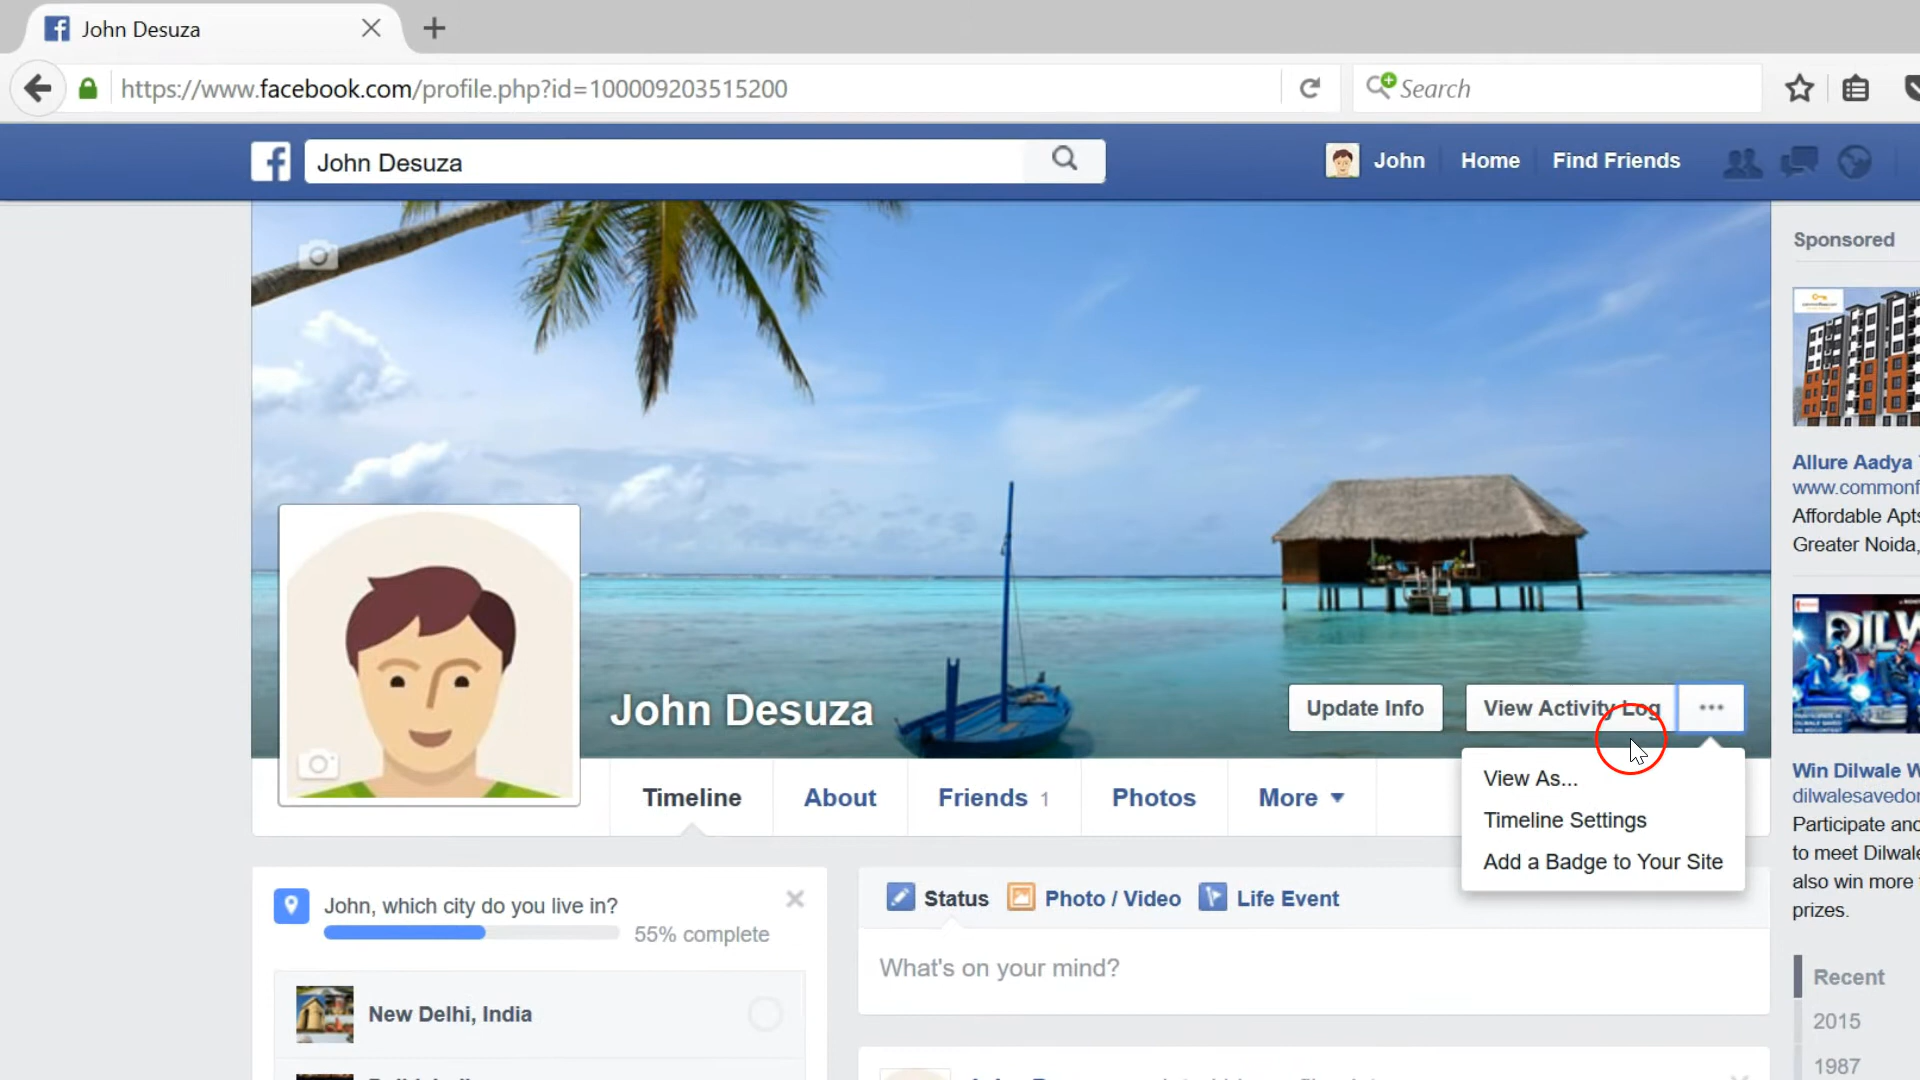 John Desuza
https://www.facebook.com/profile.php?id=100009203515200
Search
John Desuza
John
Home
Find Friends
Sponsored
Allure Aadya
www.commonf
Affordable Apts
Greater Noida,
DILW
John Desuza
Update Info
View Activity Log
View As...
Timeline Settings
Add a Badge to Your Site
Timeline
About
Friends 1
Photos
More
Win Dilwale W
dilwalesavedor
Participate and
to meet Dilwale
also win more
prizes.
John, which city do you live in?
55% complete
New Delhi, India
Status
Photo / Video
Life Event
What's on your mind?
Recent
2015
1987